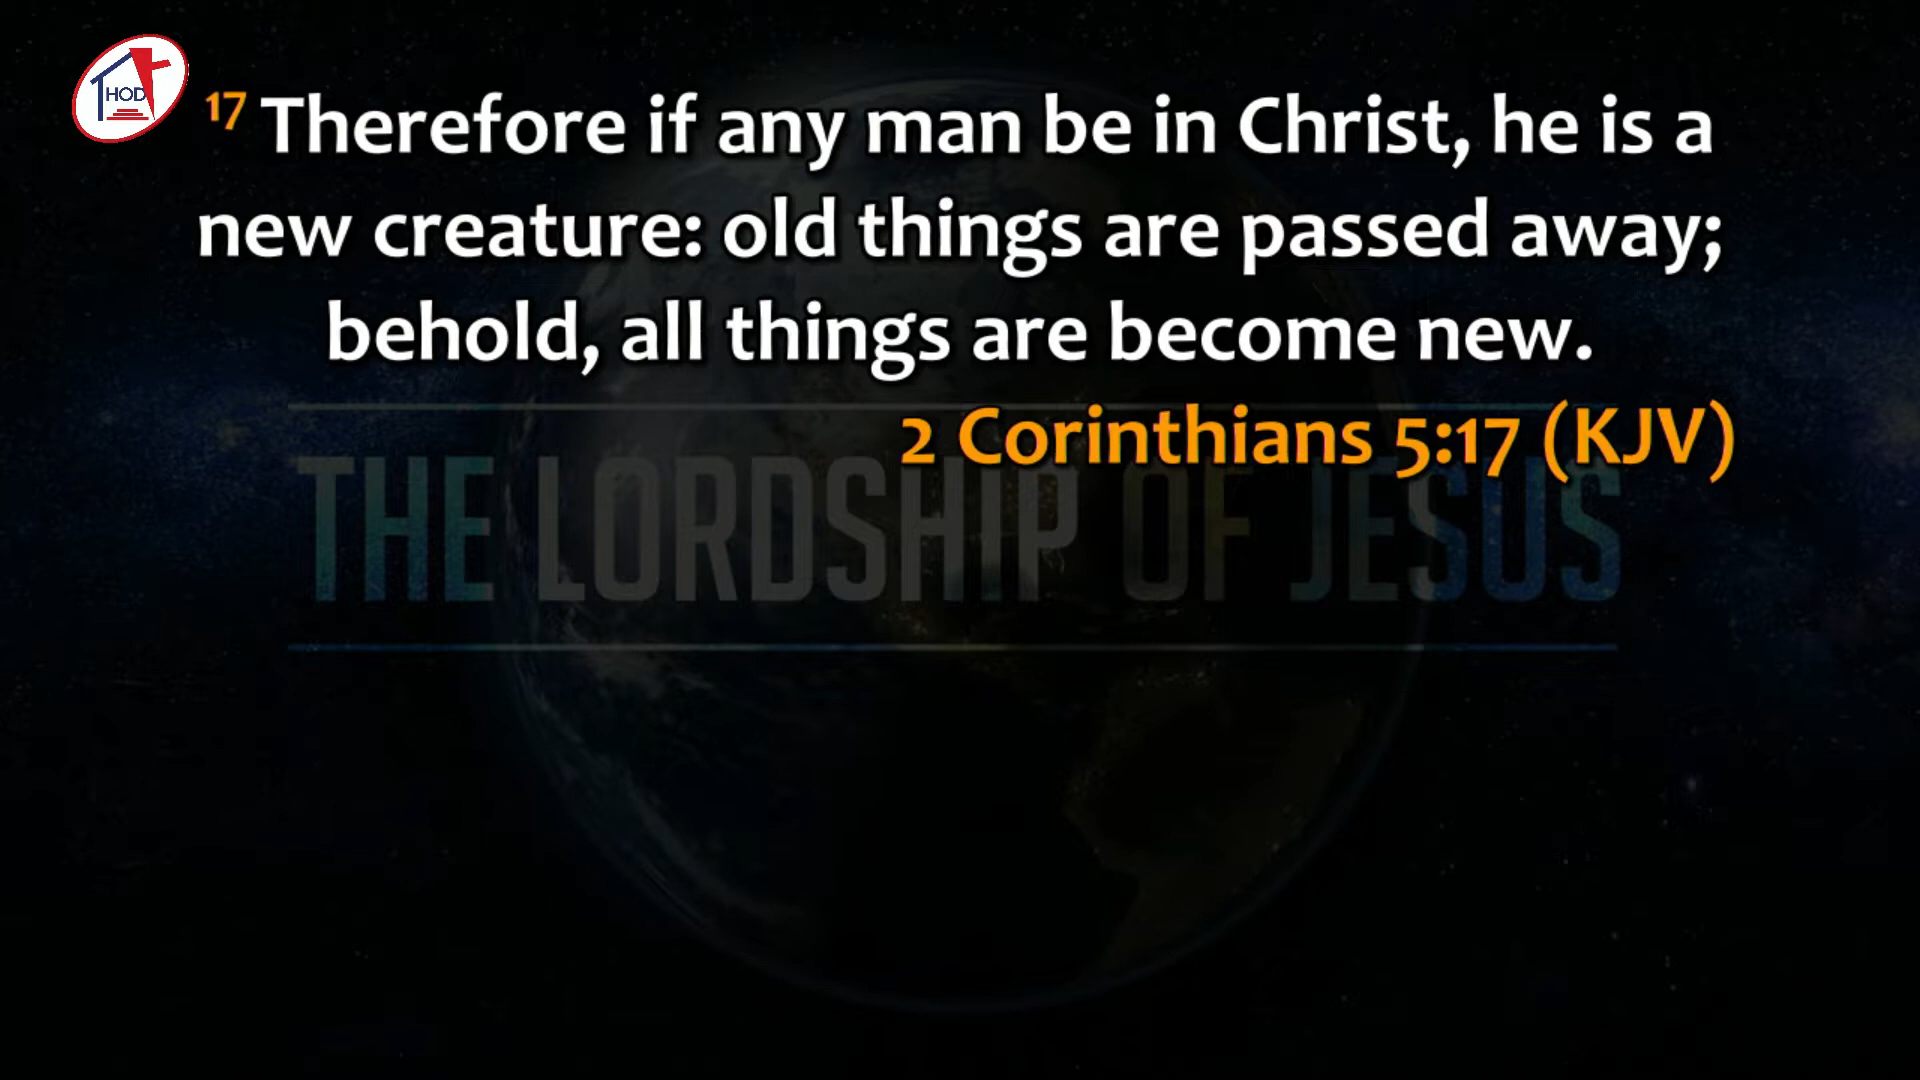 HOD
17 Therefore if any man be in Christ, he is a
new creature: old things are passed away;
behold, all things are become new.
2 Corinthians 5:17 (KJV)
THE LORDSHIP OF JESUS